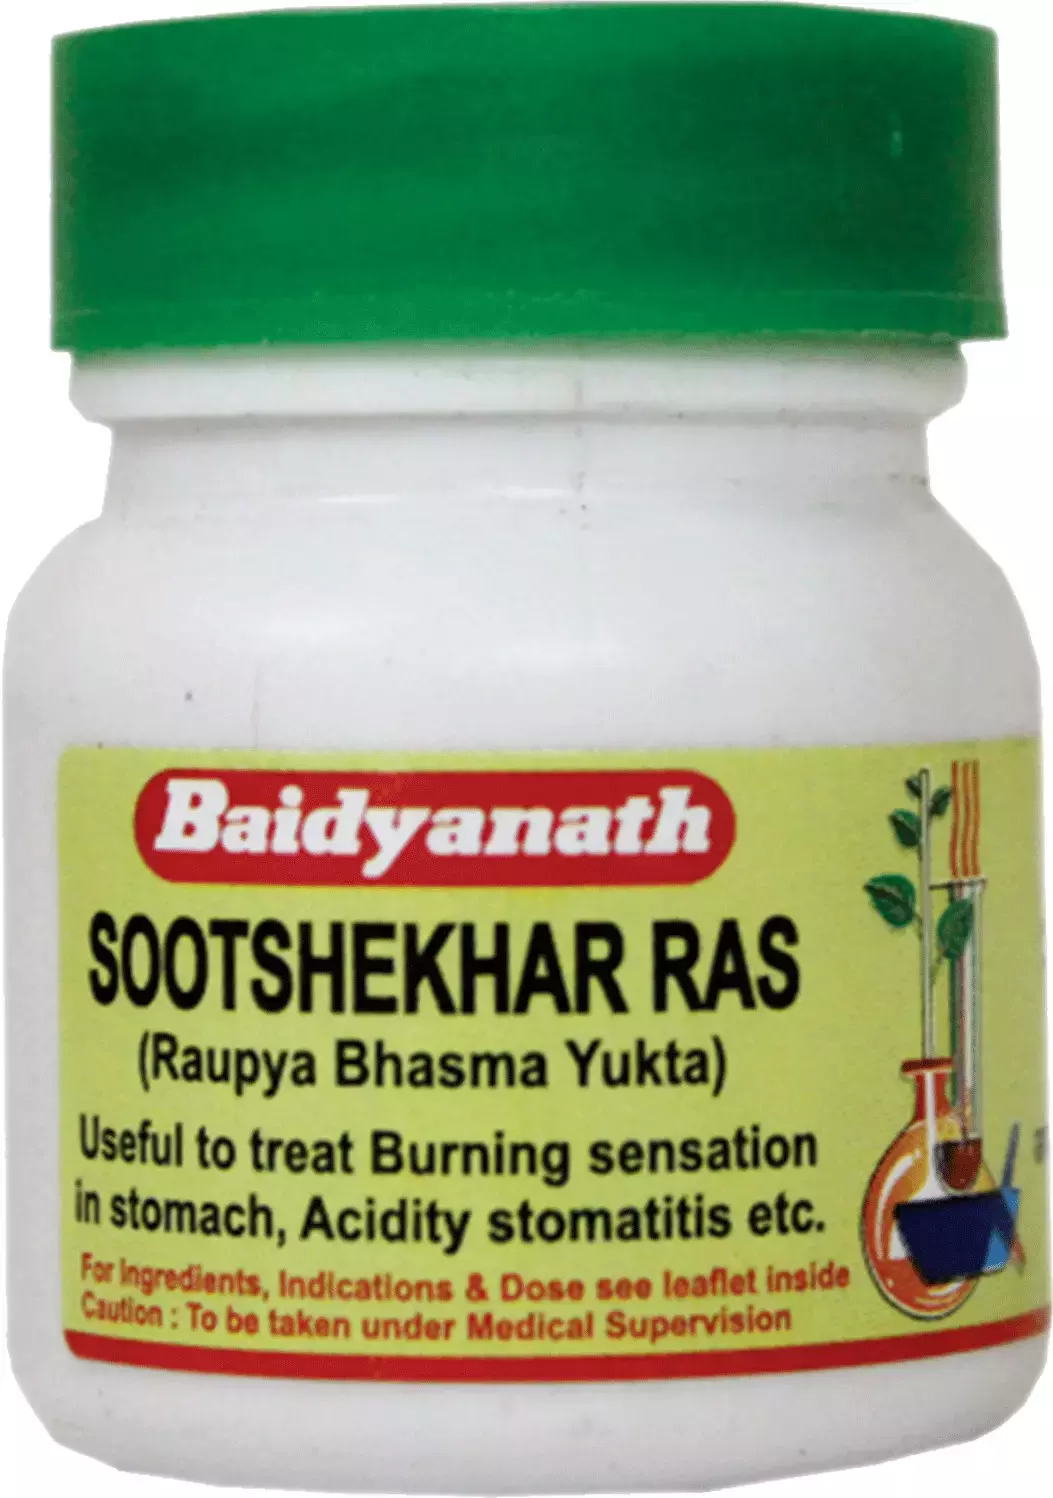 Baidyanath
SOOTSHEKHAR RAS
(Raupya Bhasma Yukta)
Useful to treat Burning sensation
in stomach, Acidity stomatitis etc.
For Ingredients, Indications & Dose see leaflet inside
Caution : To be taken under Medical Supervision